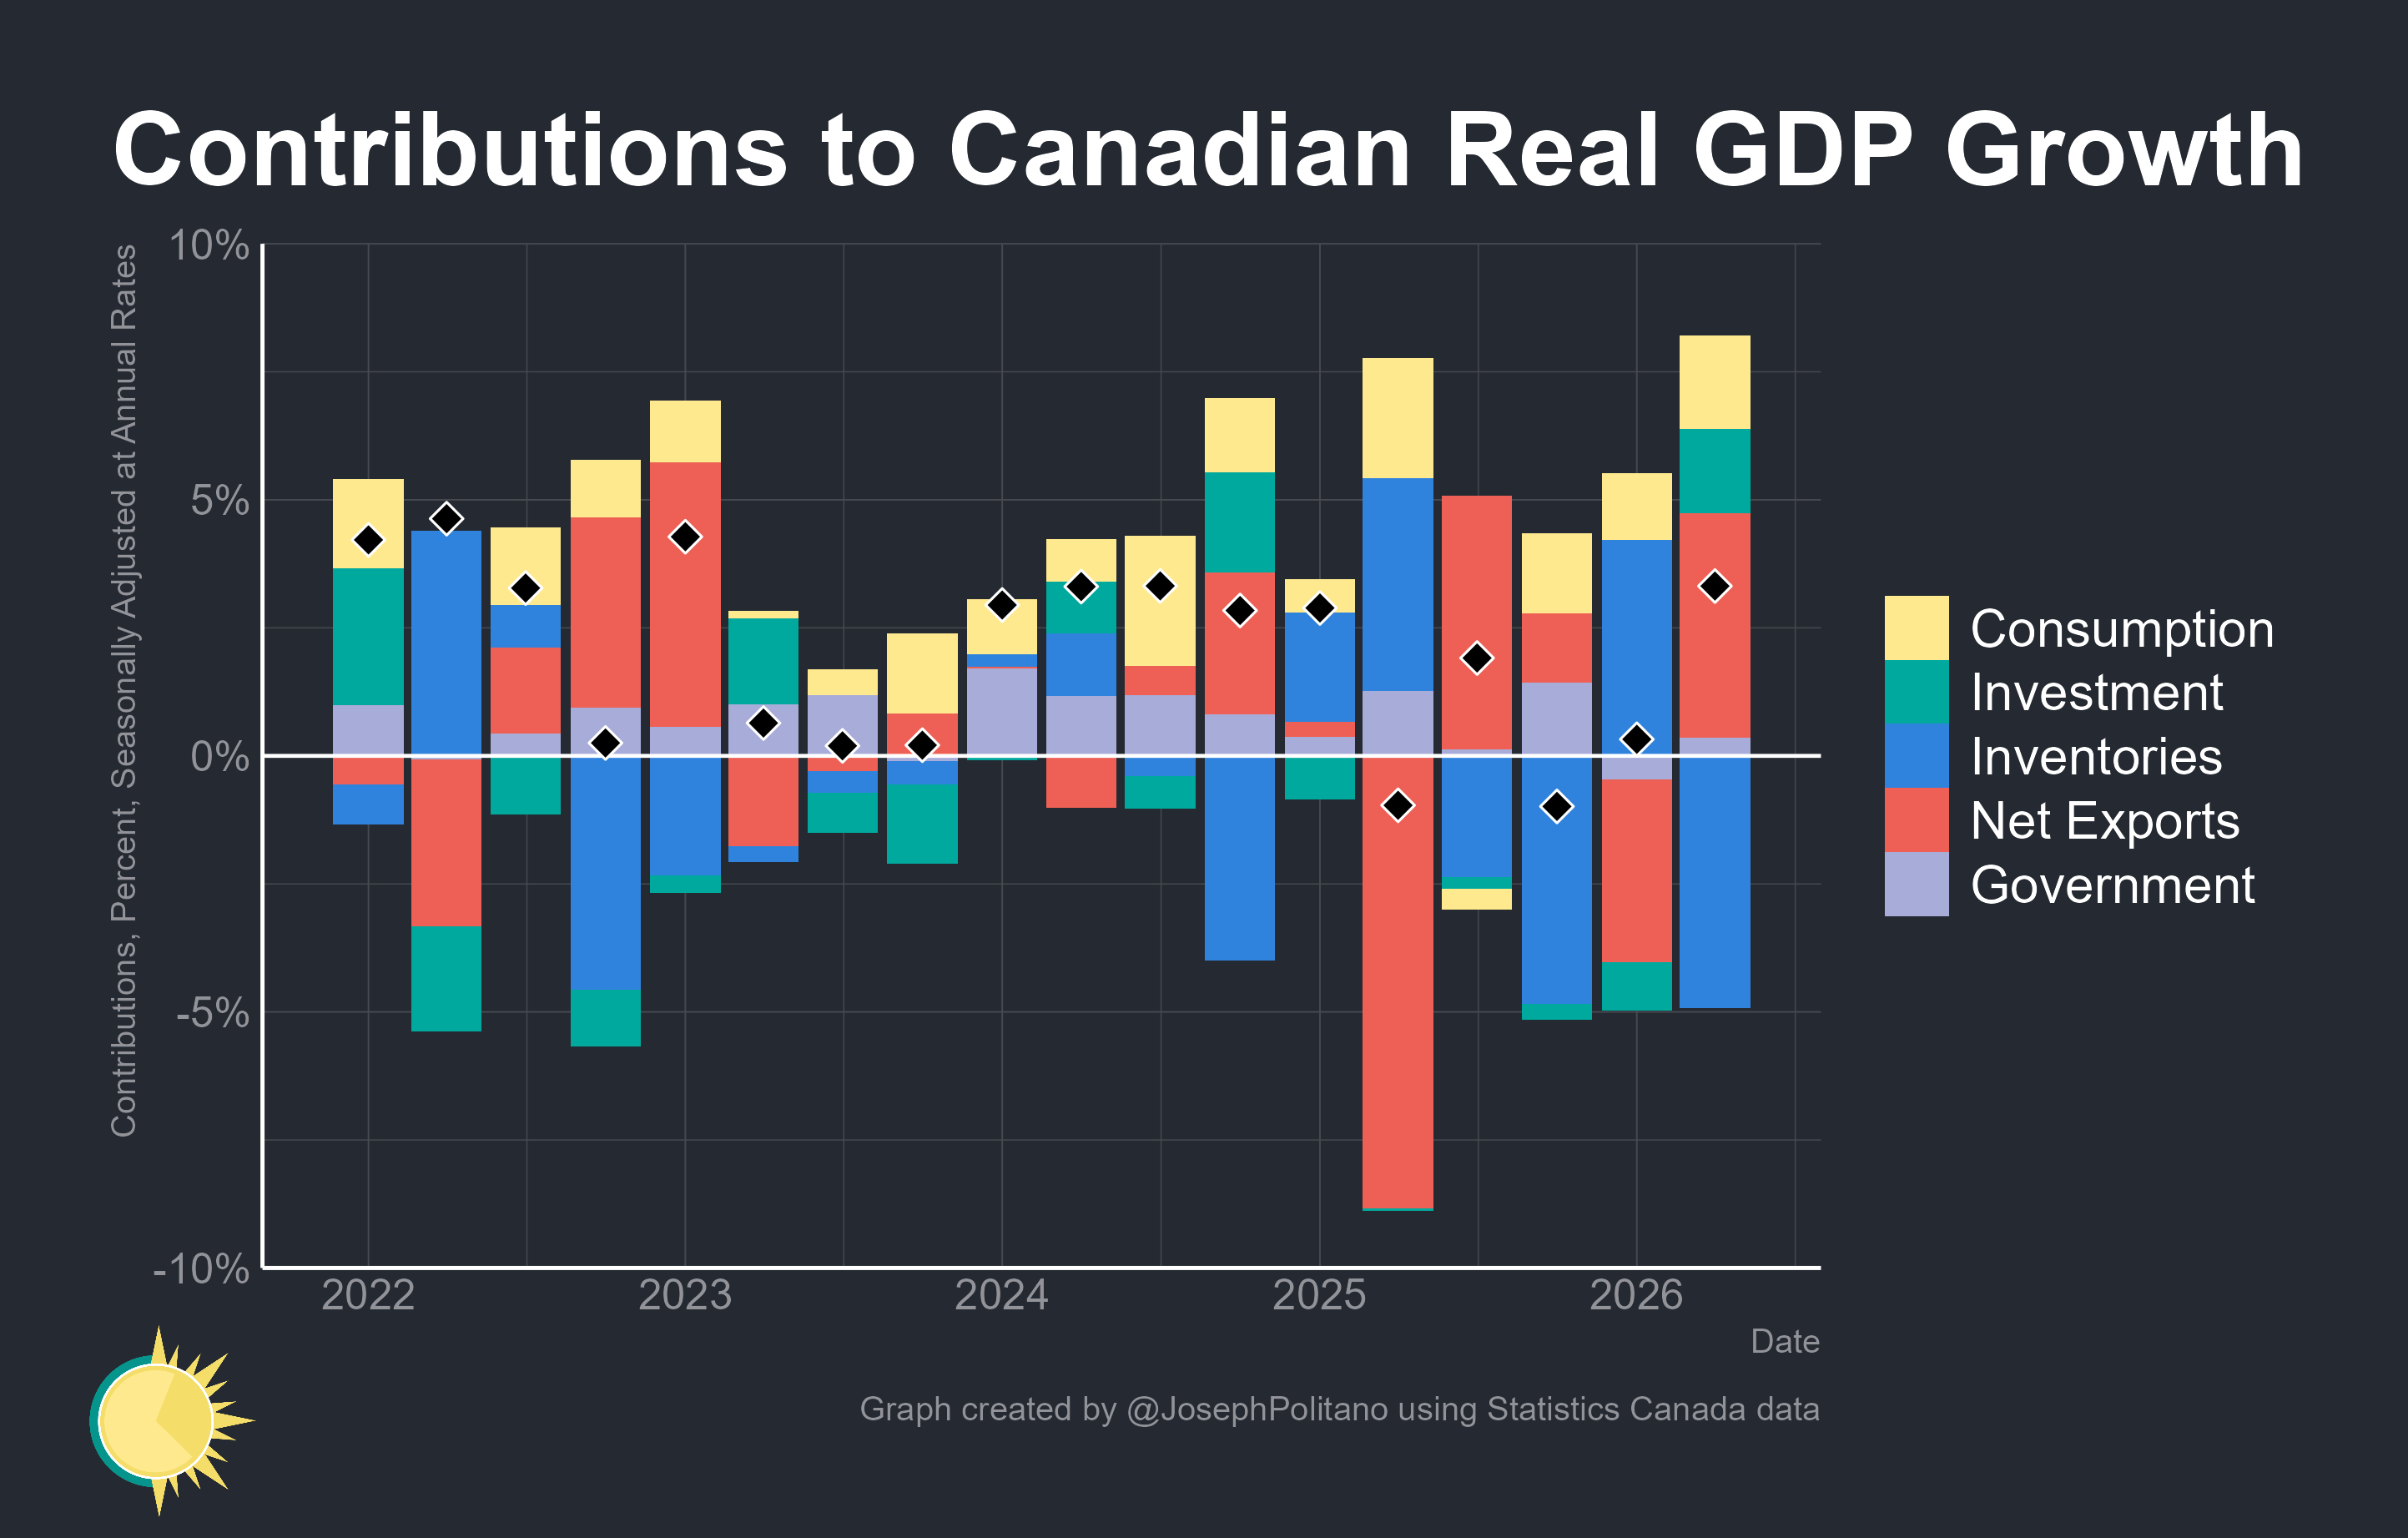 Contributions to Canadian Real GDP Growth
Contributions, Percent, Seasonally Adjusted at Annual Rates
10%
5%
0%
-5%
-10%
2022
2023
2024
2025
2026
Date
Consumption
Investment
Inventories
Net Exports
Government
Graph created by @JosephPolitano using Statistics Canada data